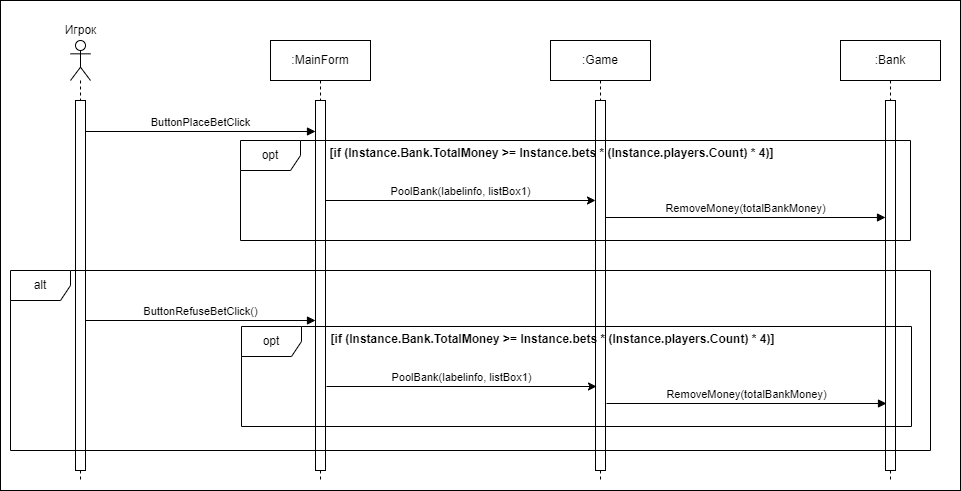 Игрок
:MainForm
:Game
:Bank
ButtonPlaceBetClick
opt
[if (Instance.Bank.TotalMoney >= Instance.bets * (Instance.players.Count) * 4)]
PoolBank(labelinfo, listBox1)
RemoveMoney(totalBankMoney)
alt
ButtonRefuseBetClick()
opt
[if (Instance.Bank.TotalMoney >= Instance.bets * (Instance.players.Count) * 4)]
PoolBank(labelinfo, listBox1)
RemoveMoney(totalBankMoney)